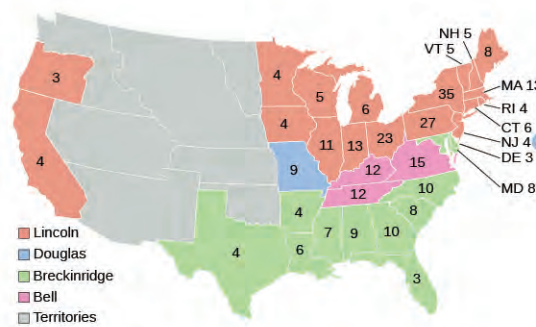 NH 5
VT 5
8
3
4
5
6
35
MA 13
RI 4
CT 6
NJ 4
DE 3
MD 8
4
4
11
13
23
27
9
12
15
12
10
4
8
4
6
7
9
10
3
Lincoln
Douglas
Breckinridge
Bell
Territories